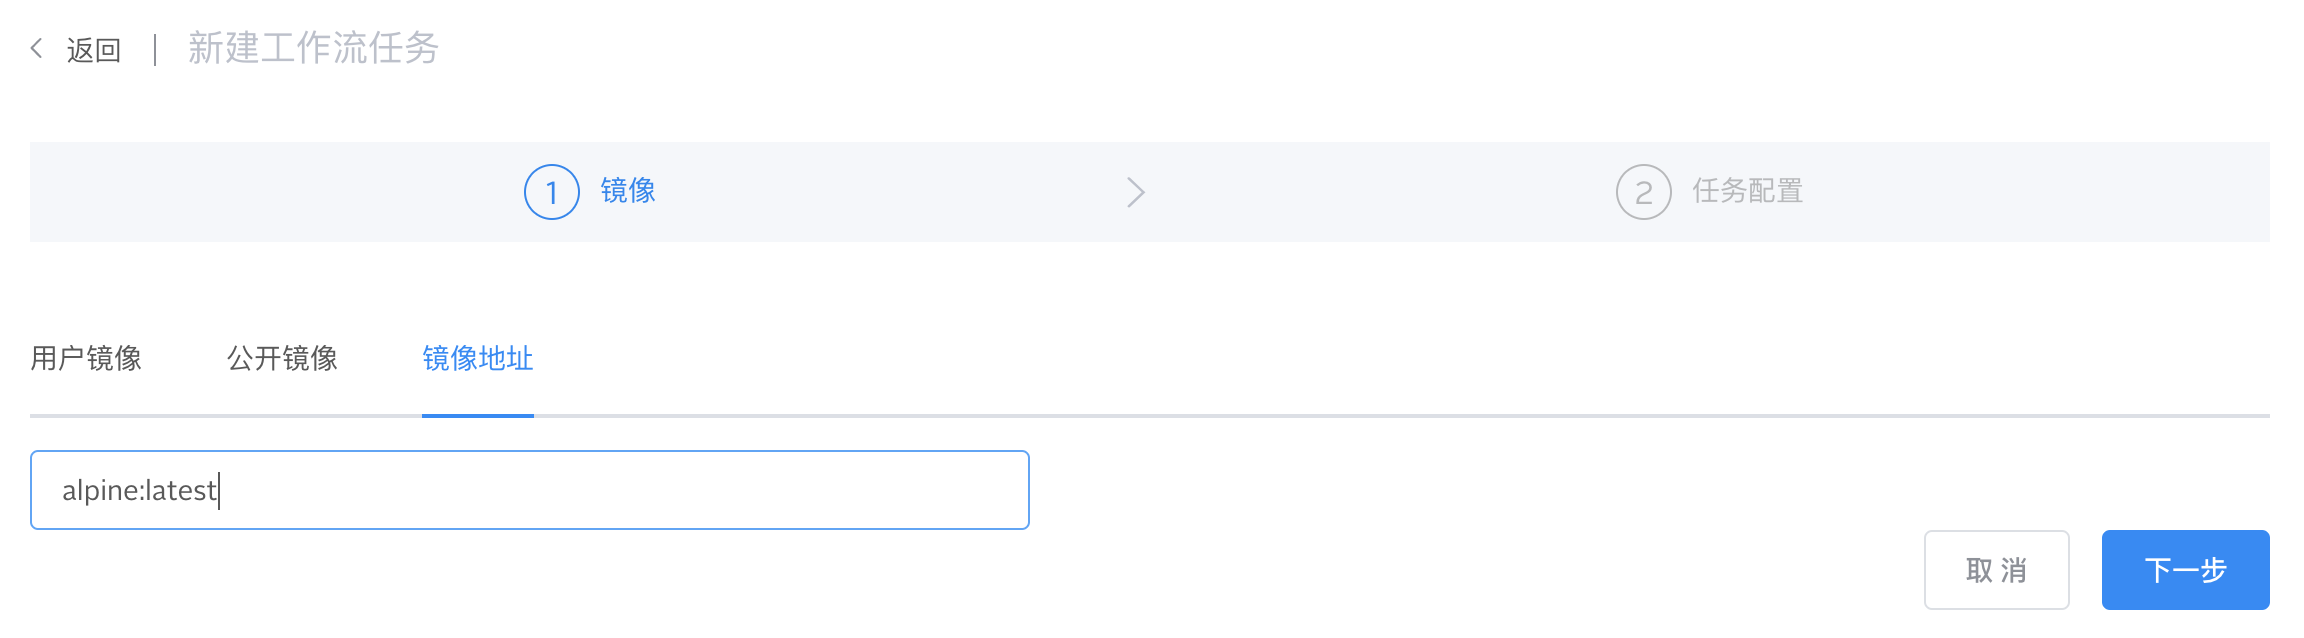 返回 新建工作流任务
1 镜像 2 任务配置
用户镜像 公开镜像 镜像地址
alpine:latest
取消 下一步